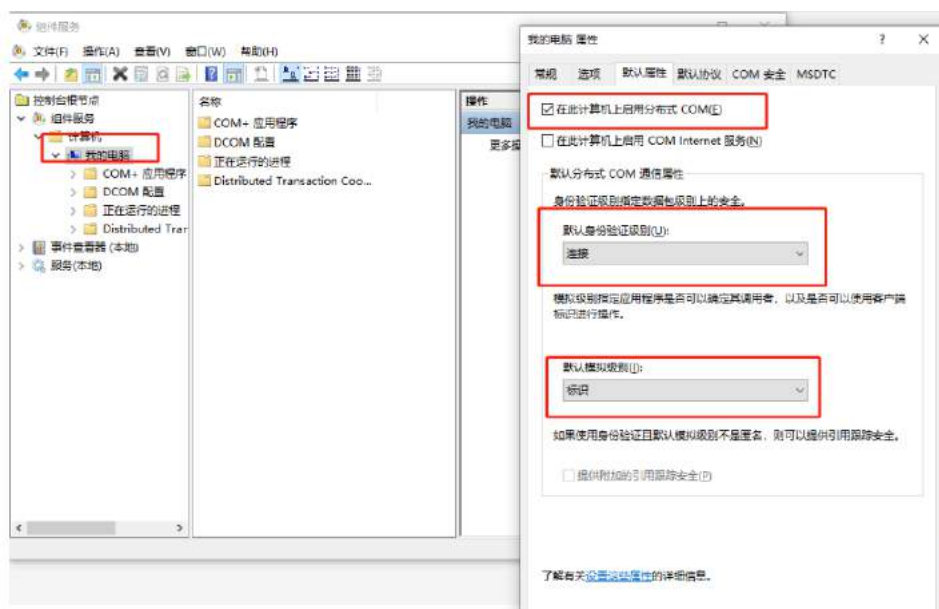 组件服务
文件(F) 操作(A) 查看(V) 窗口(W) 帮助(H)
控制台根节点
组件服务
计算机
我的电脑
COM+ 应用程序
DCOM 配置
正在运行的进程
Distributed Trar
事件查看器 (本地)
服务(本地)
名称
COM+ 应用程序
DCOM 配置
正在运行的进程
Distributed Transaction Coo...
操作
我的电脑
更多操
我的电脑 属性
常规 选项 默认属性 默认协议 COM 安全 MSDTC
在此计算机上启用分布式 COM(E)
在此计算机上启用 COM Internet 服务(N)
默认分布式 COM 通信属性
身份验证级别指定数据包级别上的安全。
默认身份验证级别(U):
连接
模拟级别指定应用程序是否可以确定其调用者，以及是否可以使用客户端
标识进行操作。
默认模拟级别(I):
标识
如果使用身份验证且默认模拟级别不是匿名，则可以提供引用跟踪安全。
提供附加的引用跟踪安全(P)
了解有关设置这些属性的详细信息。